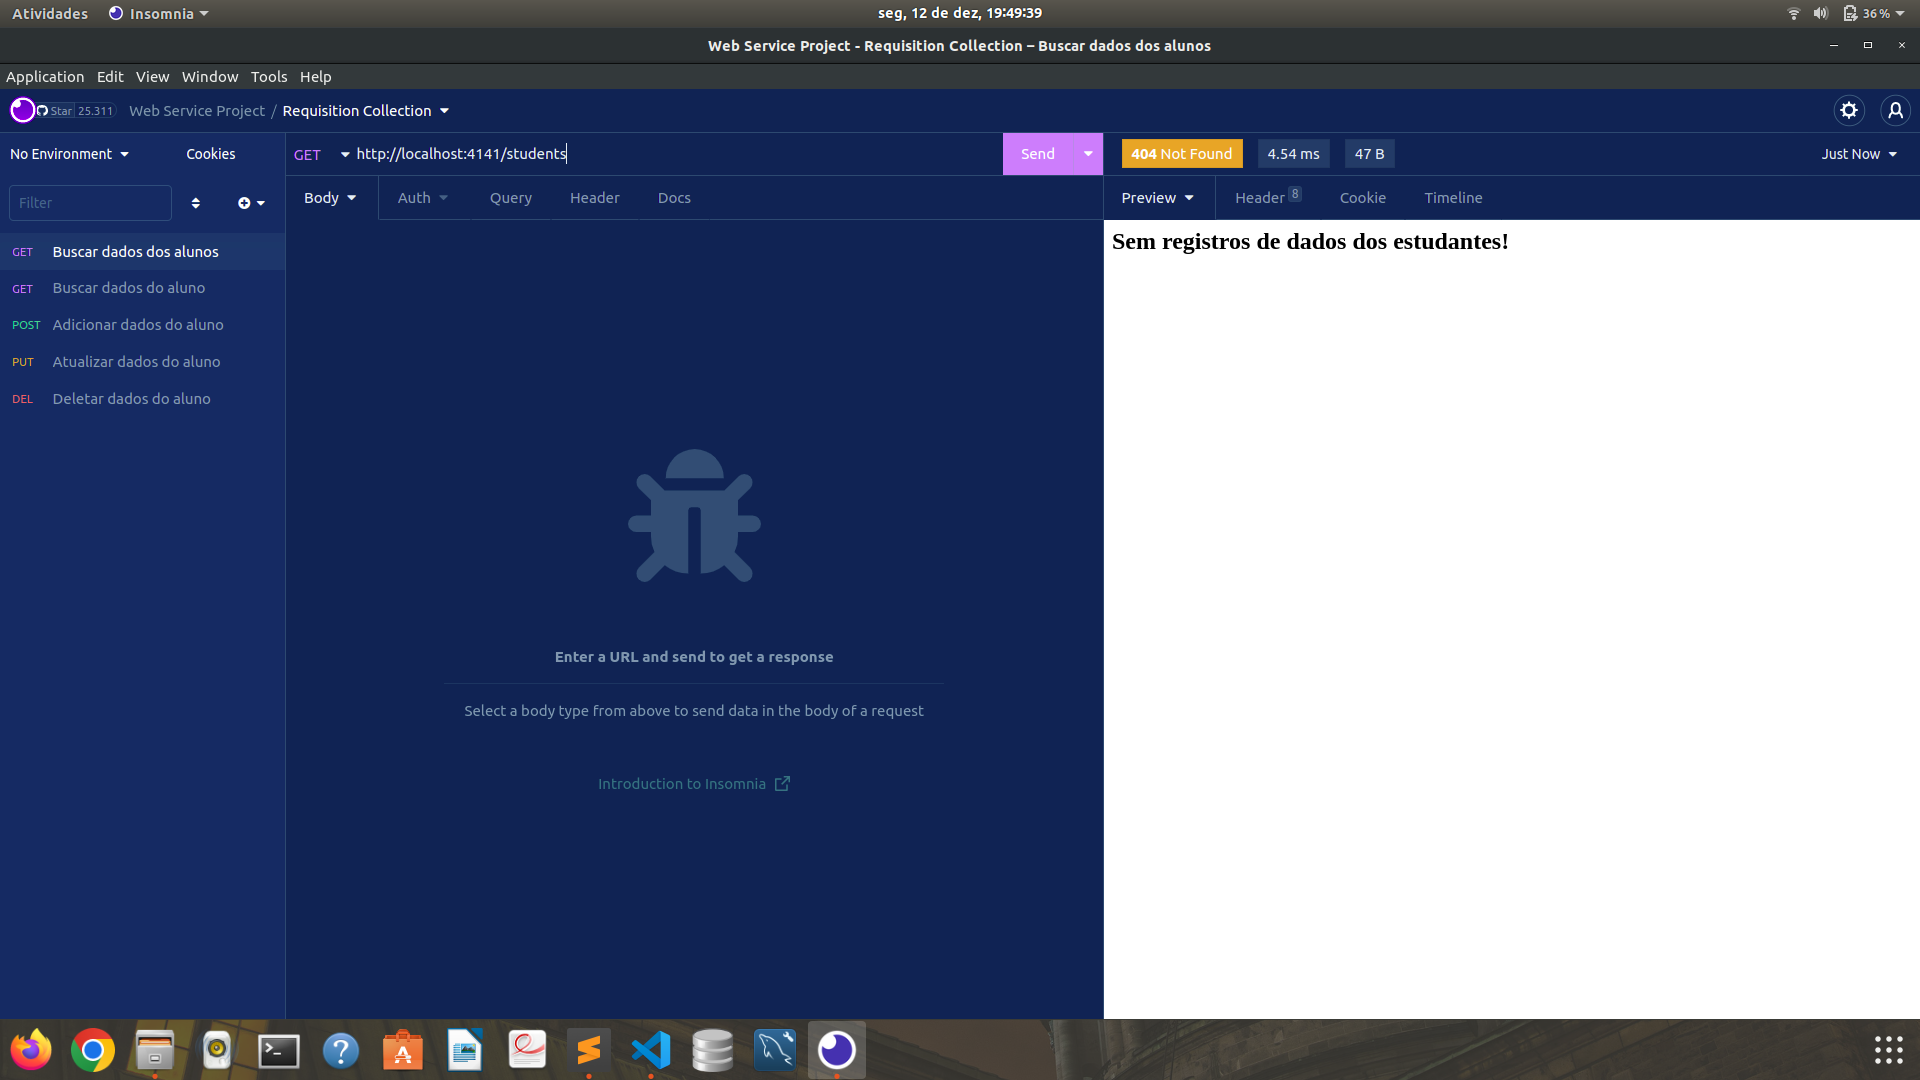 Atividades Insomnia seg, 12 de dez, 19:49:39 36 %
Web Service Project - Requisition Collection – Buscar dados dos alunos
Application Edit View Window Tools Help
Star 25.311 Web Service Project / Requisition Collection
No Environment Cookies GET http://localhost:4141/students Send 404 Not Found 4.54 ms 47 B Just Now
Filter Body Auth Query Header Docs Preview Header 8 Cookie Timeline
Sem registros de dados dos estudantes!
GET Buscar dados dos alunos
GET Buscar dados do aluno
POST Adicionar dados do aluno
PUT Atualizar dados do aluno
DEL Deletar dados do aluno
Enter a URL and send to get a response
Select a body type from above to send data in the body of a request
Introduction to Insomnia